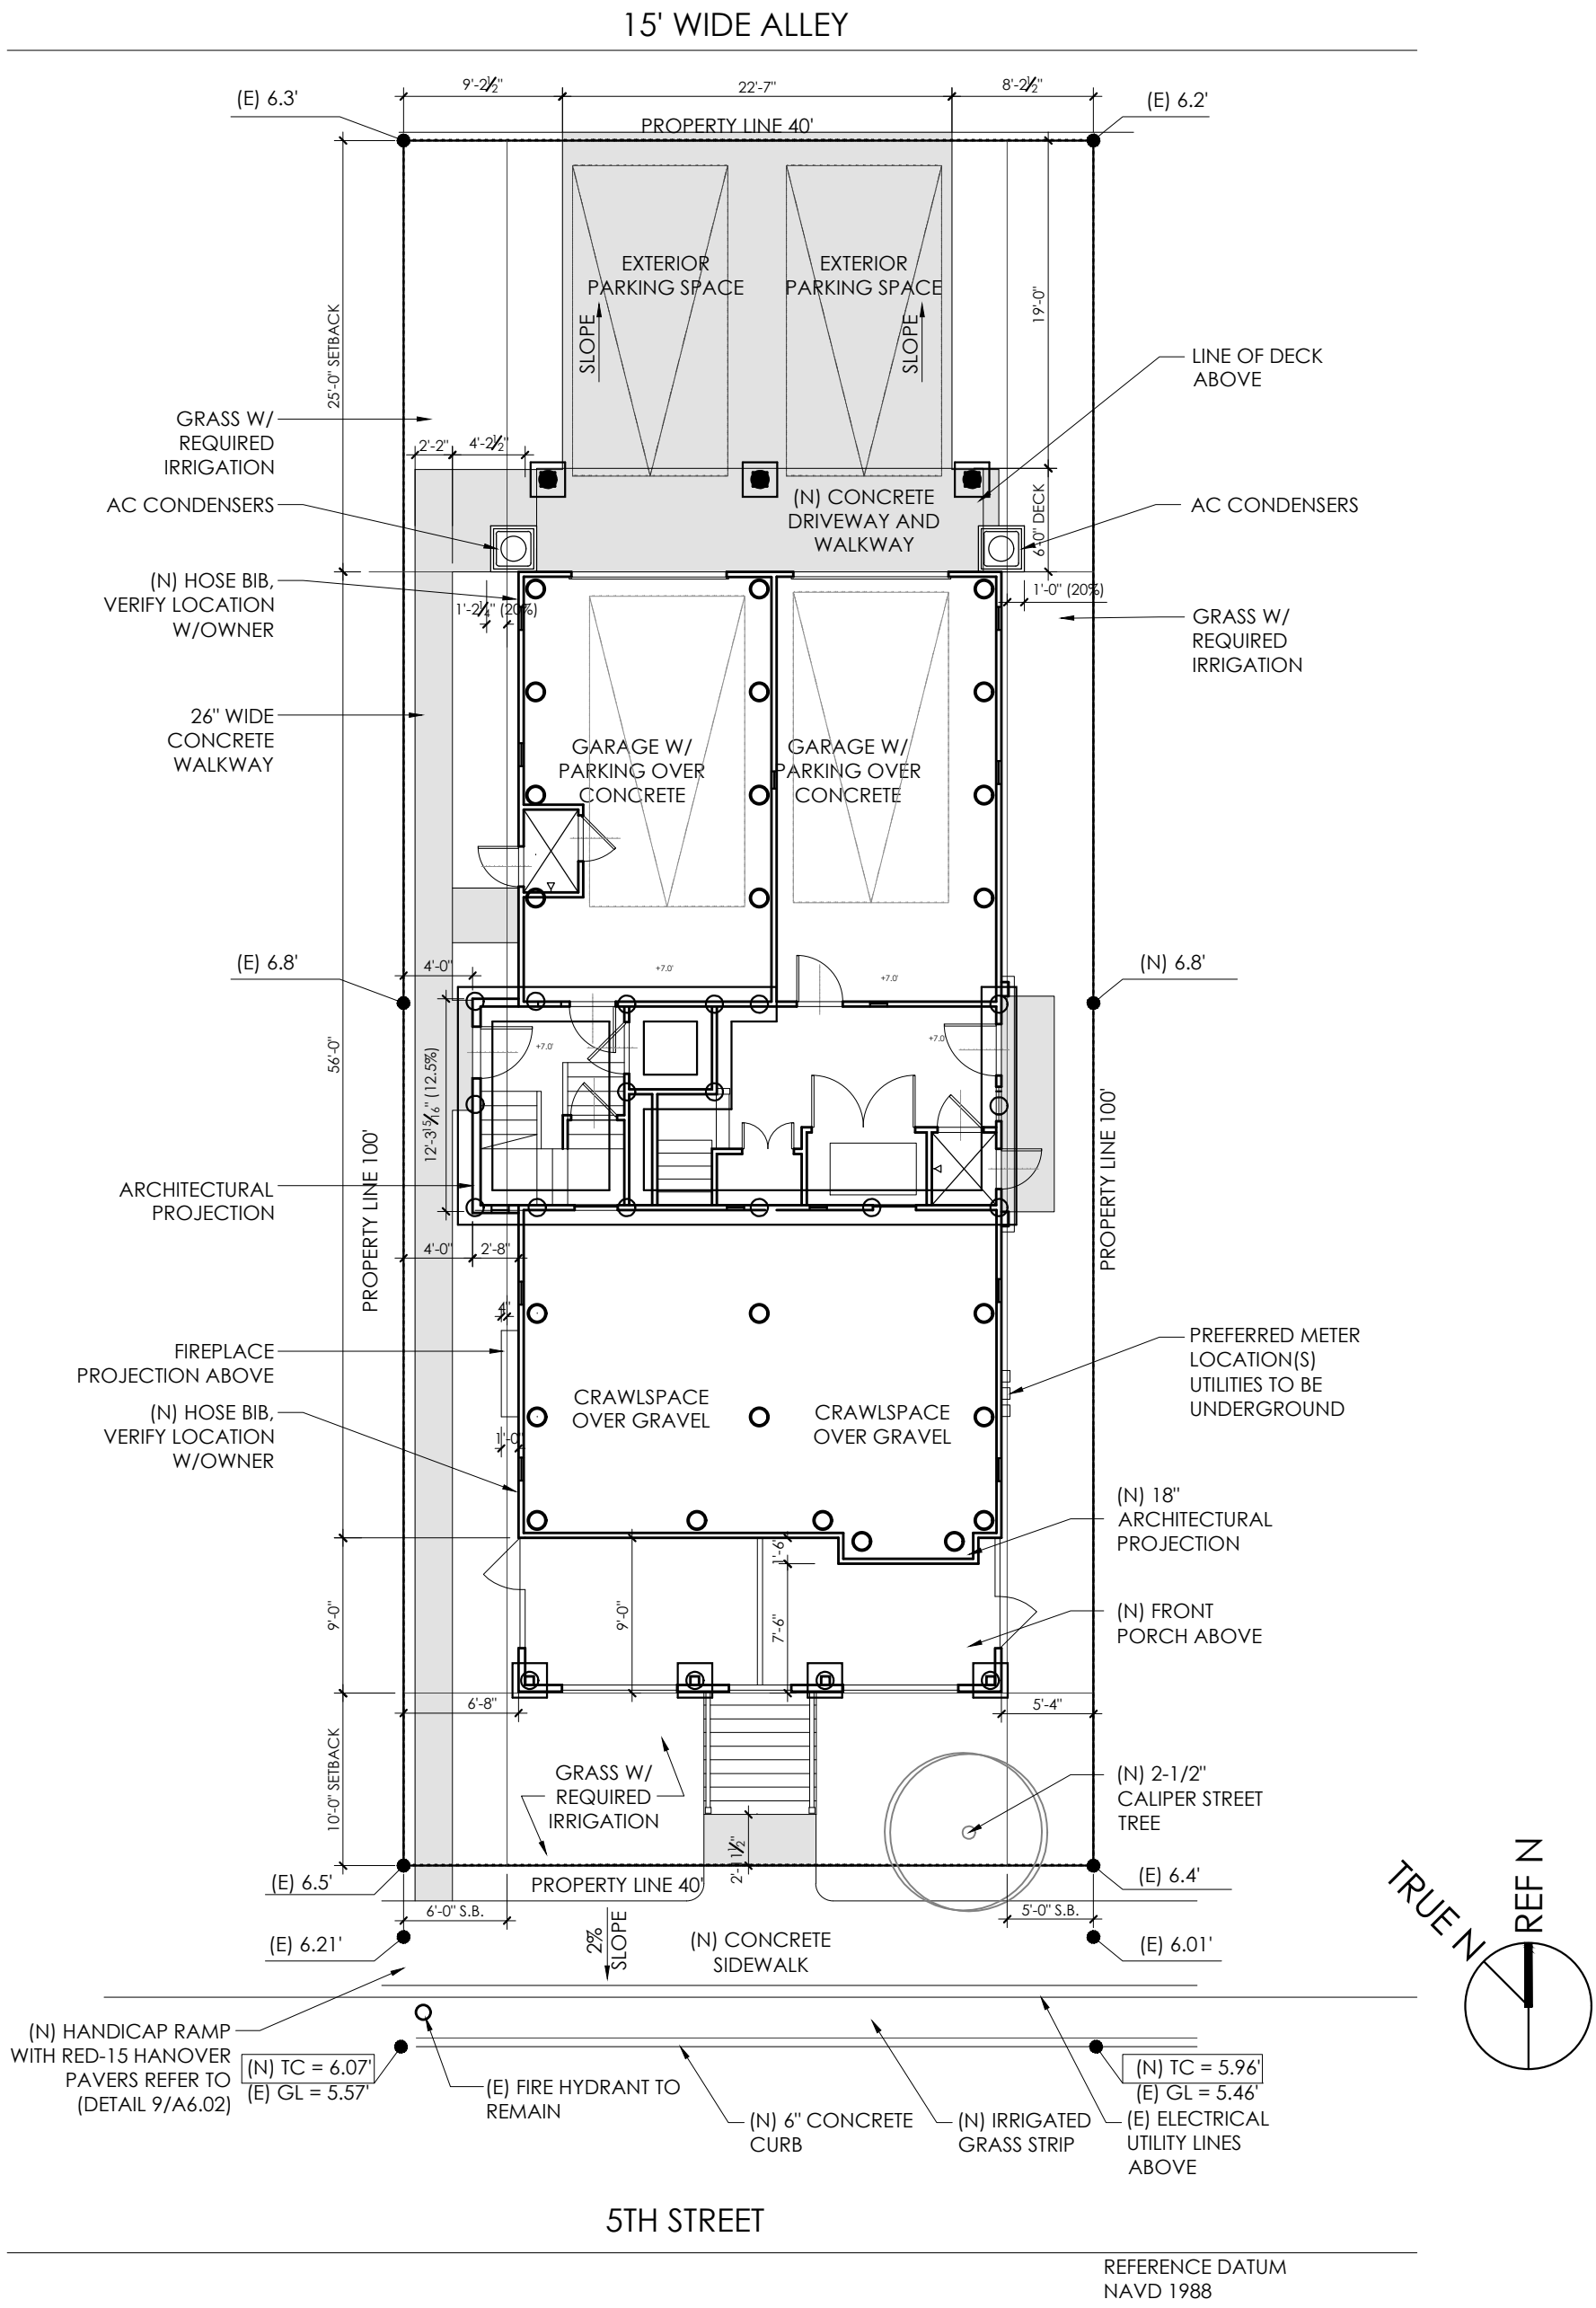 15' WIDE ALLEY
9'-2½"
22'-7"
8'-2½"
(E) 6.3'
(E) 6.2'
PROPERTY LINE 40'
EXTERIOR
PARKING SPACE
EXTERIOR
PARKING SPACE
SLOPE
SLOPE
25'-0" SETBACK
19'-0"
LINE OF DECK
ABOVE
GRASS W/
REQUIRED
IRRIGATION
2'-2"
4'-2½"
AC CONDENSERS
(N) CONCRETE
DRIVEWAY AND
WALKWAY
6'-0" DECK
AC CONDENSERS
(N) HOSE BIB,
VERIFY LOCATION
W/OWNER
1'-2¼" (20%)
1'-0" (20%)
GRASS W/
REQUIRED
IRRIGATION
26" WIDE
CONCRETE
WALKWAY
GARAGE W/
PARKING OVER
CONCRETE
GARAGE W/
PARKING OVER
CONCRETE
(E) 6.8'
4'-0"
+7.0'
+7.0'
(N) 6.8'
+7.0'
+7.0'
56'-0"
12'-3 15/16" (12.5%)
PROPERTY LINE 100'
PROPERTY LINE 100'
ARCHITECTURAL
PROJECTION
4'-0"
2'-8"
4"
FIREPLACE
PROJECTION ABOVE
PREFERRED METER
LOCATION(S)
UTILITIES TO BE
UNDERGROUND
CRAWLSPACE
OVER GRAVEL
CRAWLSPACE
OVER GRAVEL
(N) HOSE BIB,
VERIFY LOCATION
W/OWNER
1'-0"
(N) 18"
ARCHITECTURAL
PROJECTION
1'-6"
9'-0"
9'-0"
7'-6"
(N) FRONT
PORCH ABOVE
6'-8"
5'-4"
10'-0" SETBACK
GRASS W/
REQUIRED
IRRIGATION
(N) 2-1/2"
CALIPER STREET
TREE
2'-11½"
(E) 6.5'
PROPERTY LINE 40'
(E) 6.4'
6'-0" S.B.
5'-0" S.B.
(E) 6.21'
2%
SLOPE
(N) CONCRETE
SIDEWALK
(E) 6.01'
TRUE N
REF N
(N) HANDICAP RAMP
WITH RED-15 HANOVER
PAVERS REFER TO
(DETAIL 9/A6.02)
(N) TC = 6.07'
(E) GL = 5.57'
(E) FIRE HYDRANT TO
REMAIN
(N) 6" CONCRETE
CURB
(N) IRRIGATED
GRASS STRIP
(N) TC = 5.96'
(E) GL = 5.46'
(E) ELECTRICAL
UTILITY LINES
ABOVE
5TH STREET
REFERENCE DATUM
NAVD 1988